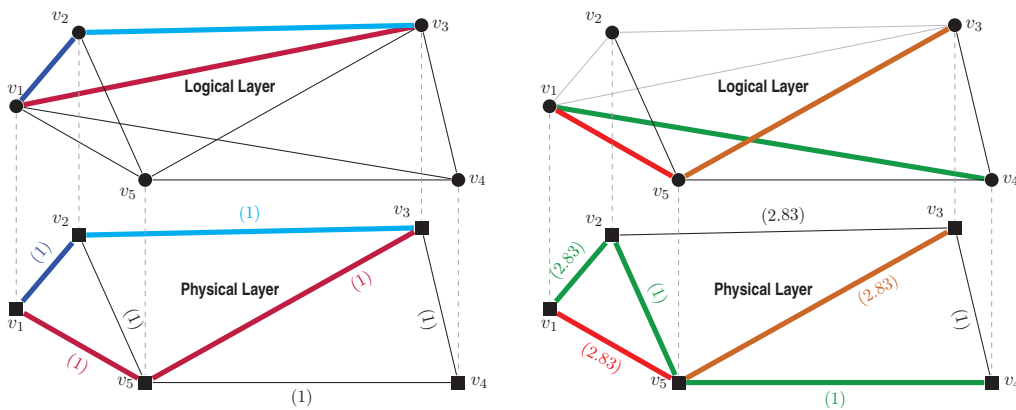 v₂
v₃
v₁
Logical Layer
v₅
v₄
(1)
v₂
v₃
(1)
Physical Layer
(1)
v₁
(1)
(1)
(1)
v₅
v₄
(1)
v₂
v₃
v₁
Logical Layer
v₅
v₄
(2.83)
v₂
v₃
(2.83)
(1)
Physical Layer
(2.83)
v₁
(1)
(2.83)
v₅
v₄
(1)